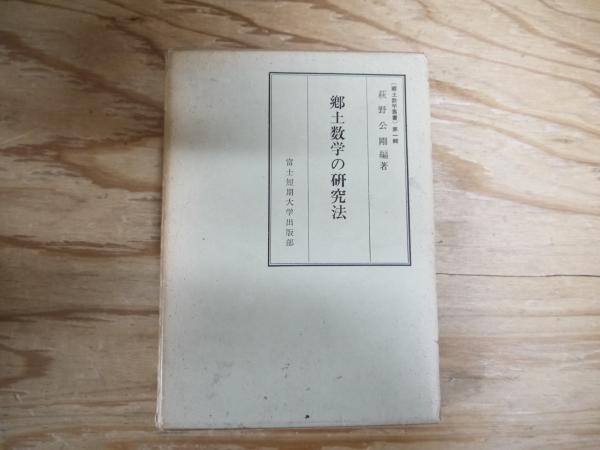 (郷土数学叢書) 第一輯
萩野公剛編著
郷土数学の研究法
富士短期大学出版部